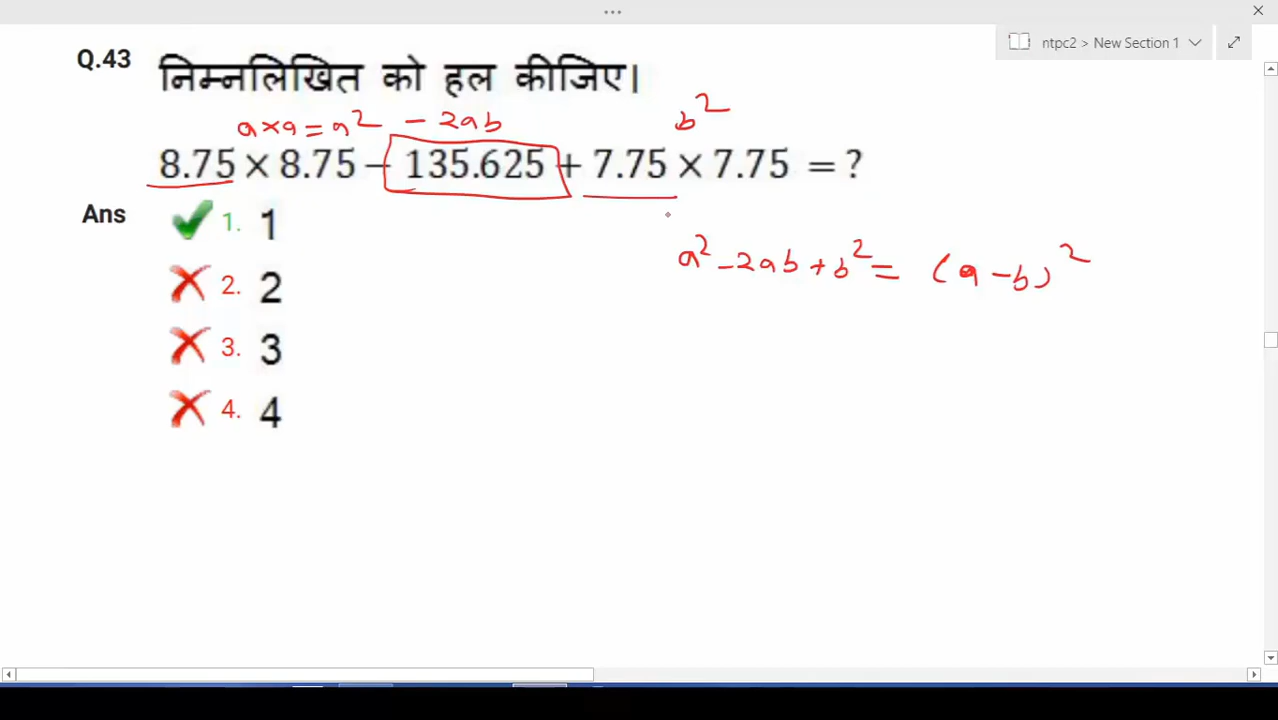 ntpc2 > New Section 1
Q.43 निम्नलिखित को हल कीजिए।
a×a=a² - 2ab b²
8.75 × 8.75 − 135.625 + 7.75 × 7.75 = ?
Ans
1. 1
a² - 2ab + b² = (a - b)²
2. 2
3. 3
4. 4